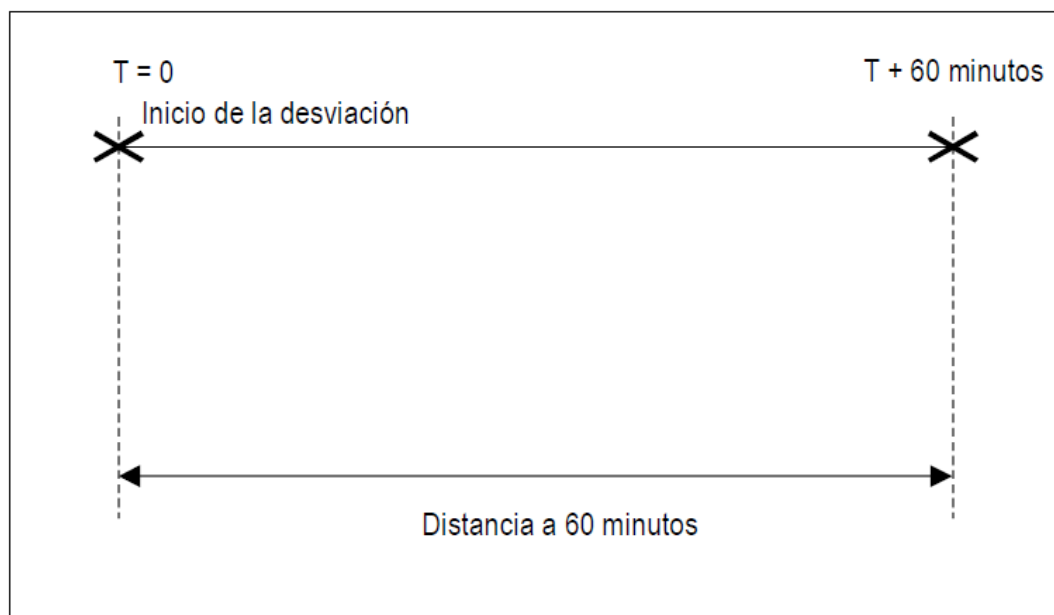 T = 0
T + 60 minutos
Inicio de la desviación
Distancia a 60 minutos